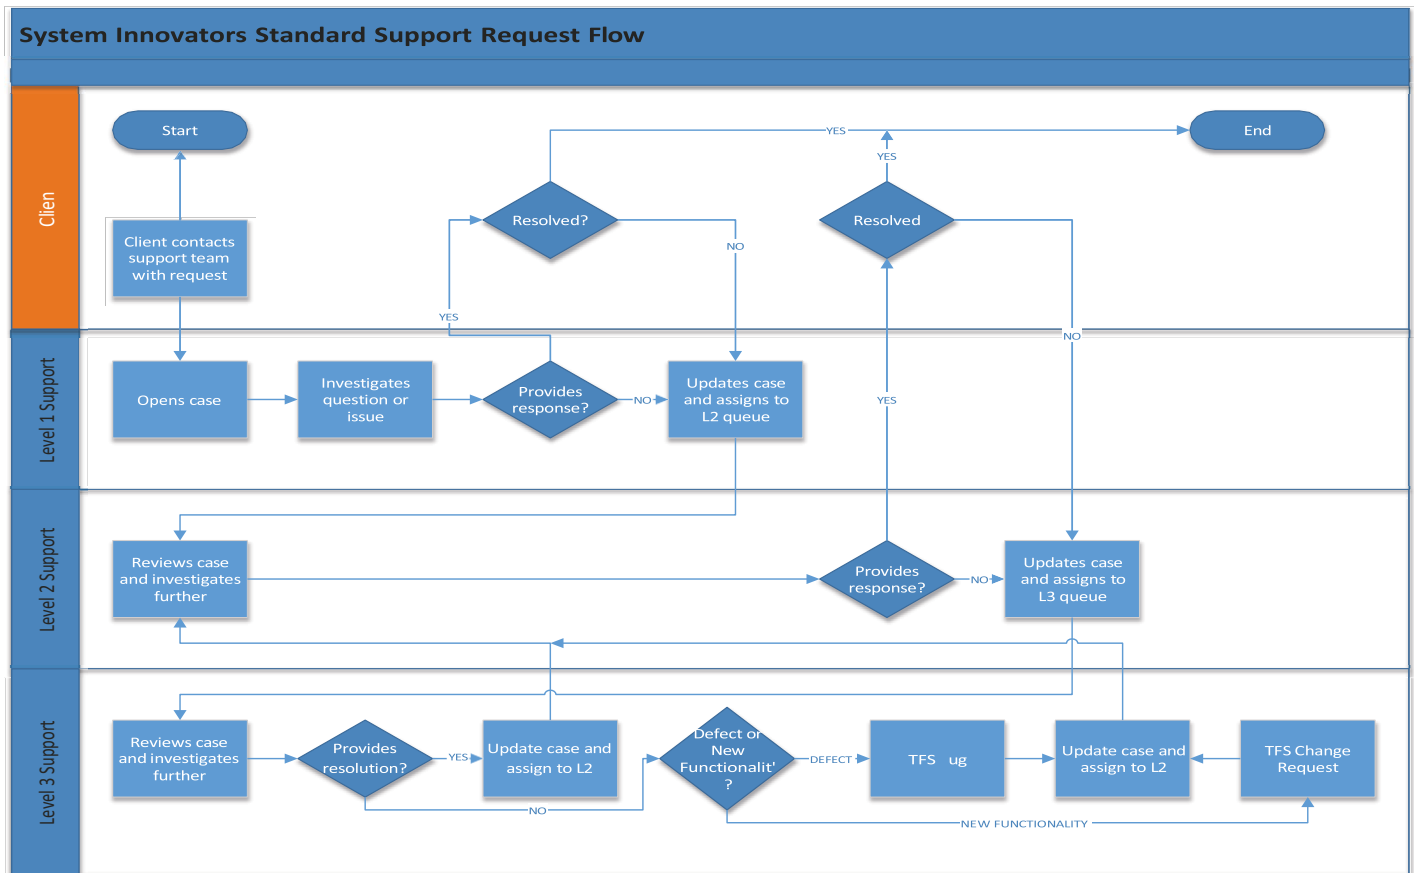 System Innovators Standard Support Request Flow
Clien
Start
End
YES
YES
Resolved?
Resolved
NO
Client contacts
support team
with request
YES
NO
Level 1 Support
Opens case
Investigates
question or
issue
Provides
response?
NO
Updates case
and assigns to
L2 queue
YES
Level 2 Support
Reviews case
and investigates
further
Provides
response?
NO
Updates case
and assigns to
L3 queue
Level 3 Support
Reviews case
and investigates
further
Provides
resolution?
YES
Update case and
assign to L2
NO
Defect or
New
Functionalit'
?
DEFECT
TFS ug
Update case and
assign to L2
TFS Change
Request
NEW FUNCTIONALITY